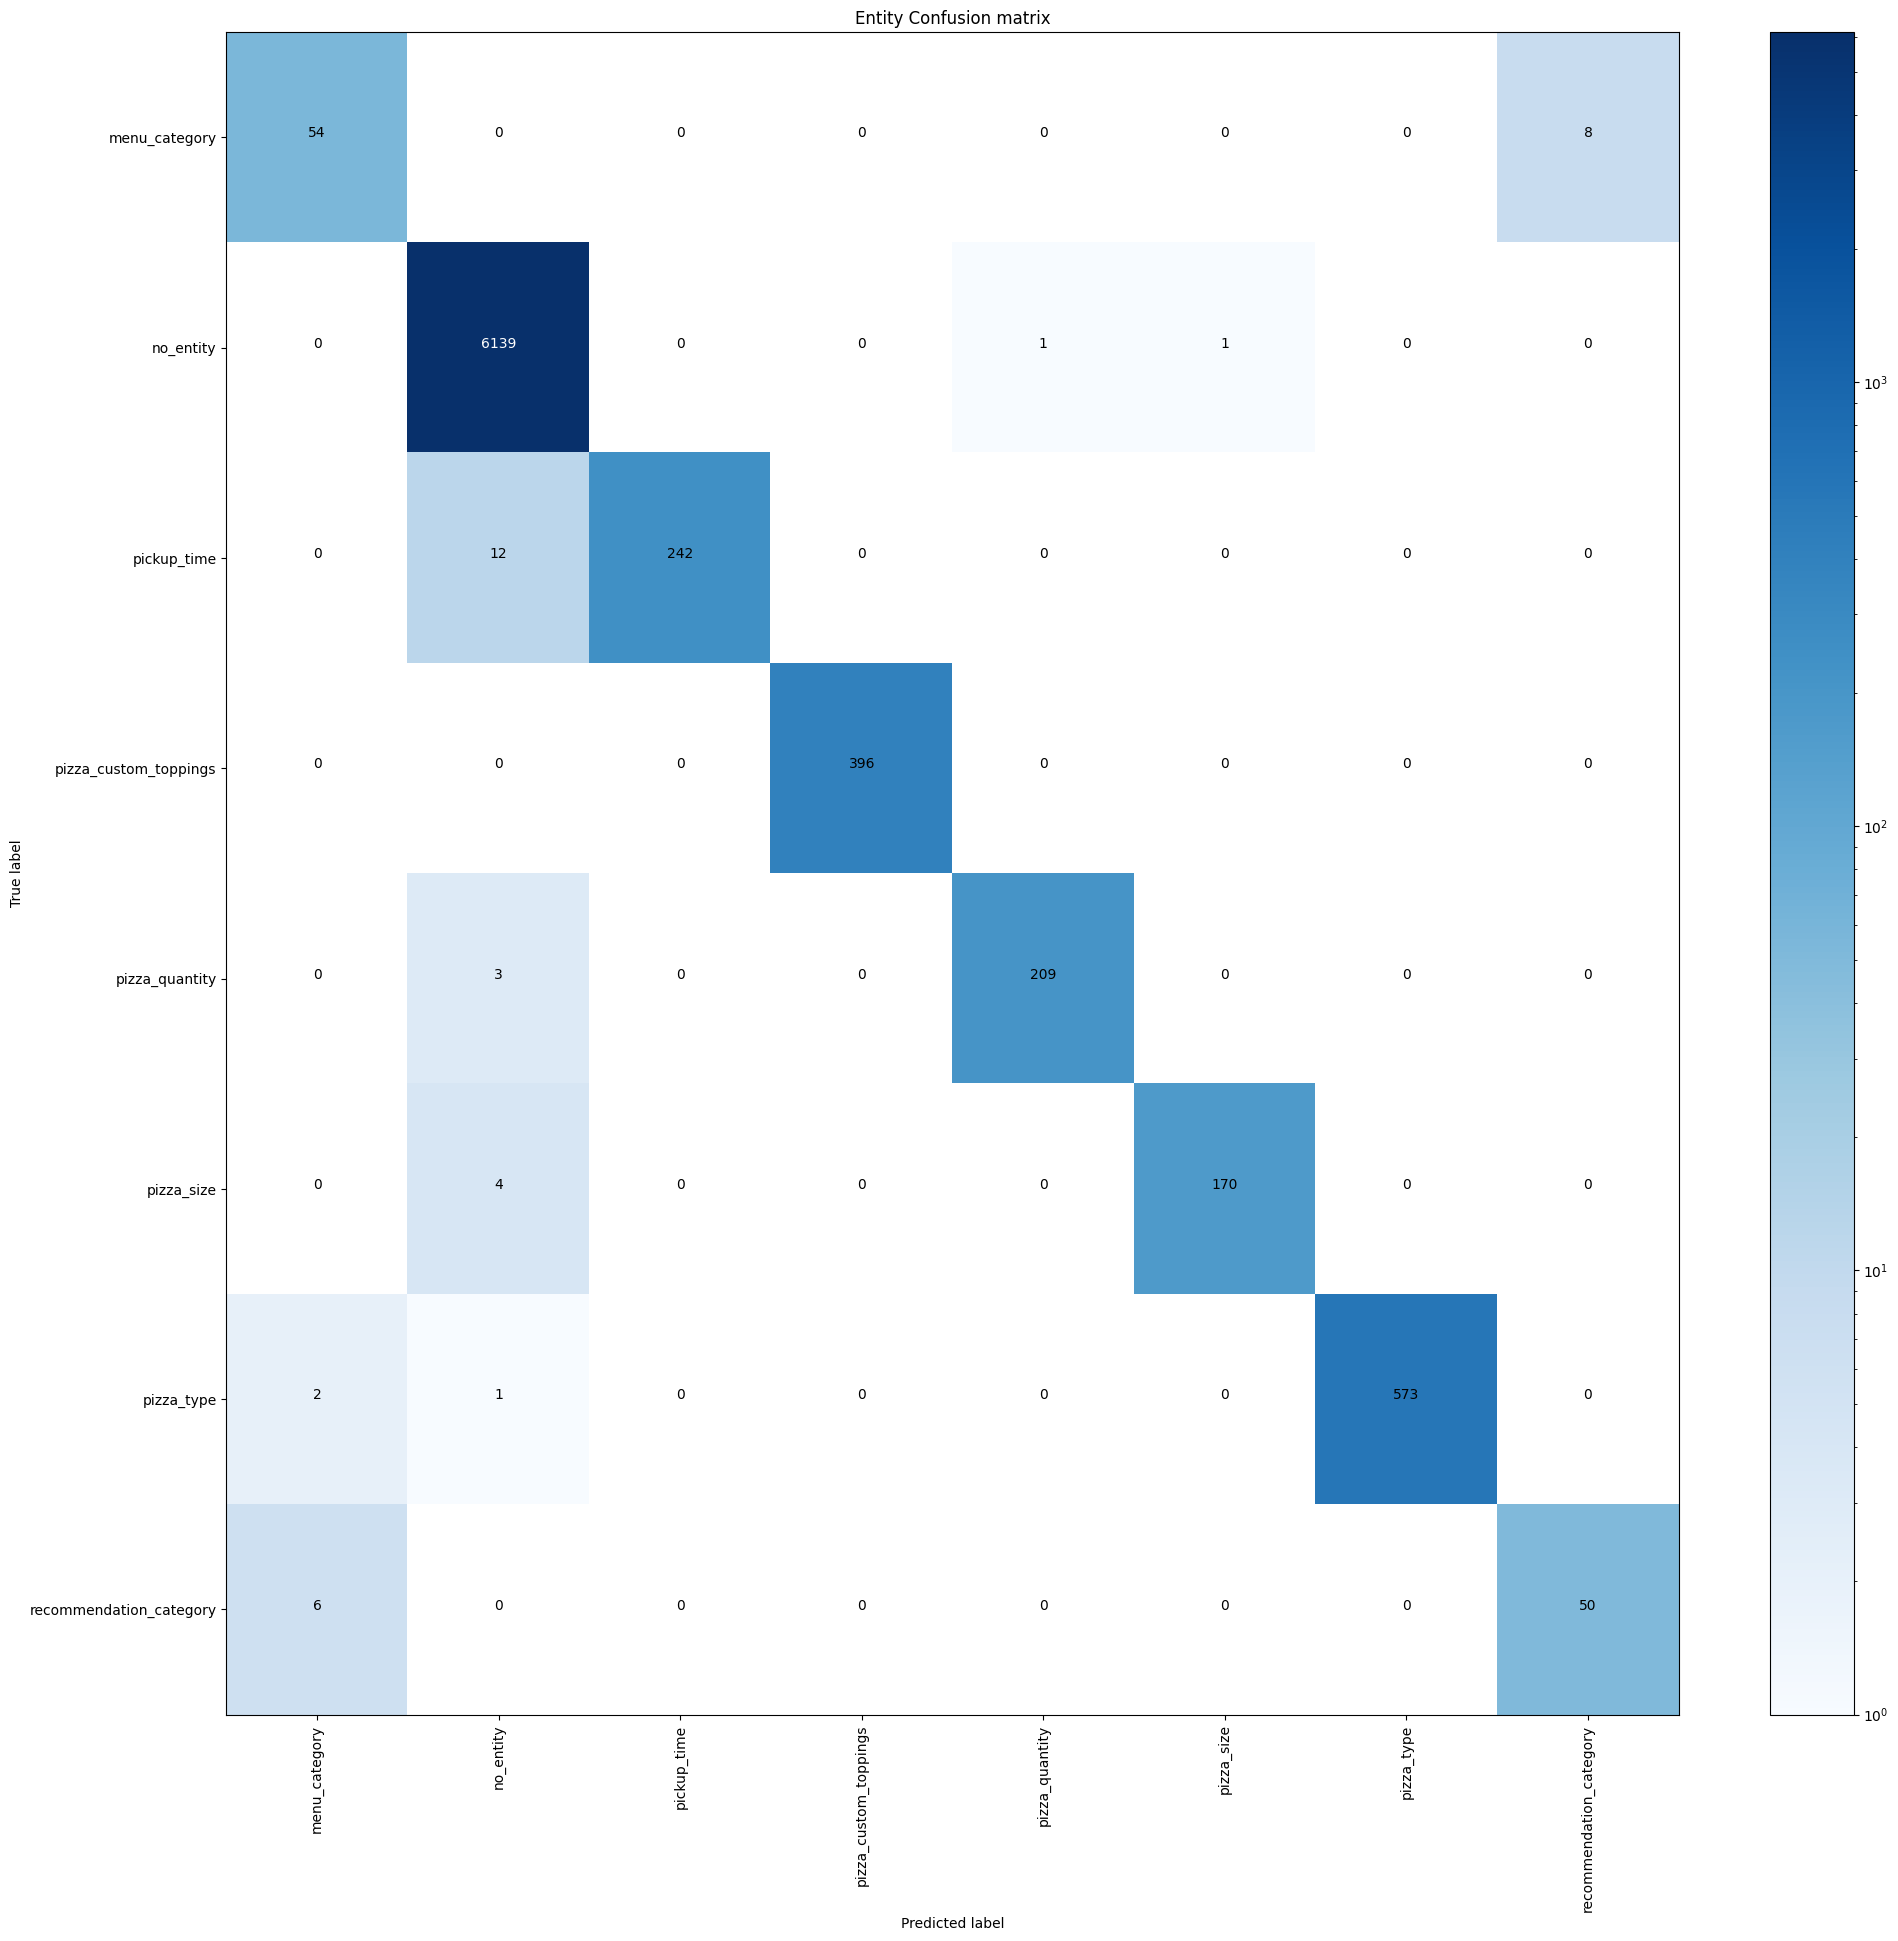 Entity Confusion matrix
menu_category 54 0 0 0 0 0 0 8
no_entity 0 6139 0 0 1 1 0 0
pickup_time 0 12 242 0 0 0 0 0
pizza_custom_toppings 0 0 0 396 0 0 0 0
pizza_quantity 0 3 0 0 209 0 0 0
pizza_size 0 4 0 0 0 170 0 0
pizza_type 2 1 0 0 0 0 573 0
recommendation_category 6 0 0 0 0 0 0 50
True label
menu_category
no_entity
pickup_time
pizza_custom_toppings
pizza_quantity
pizza_size
pizza_type
recommendation_category
Predicted label
10³
10²
10¹
10⁰